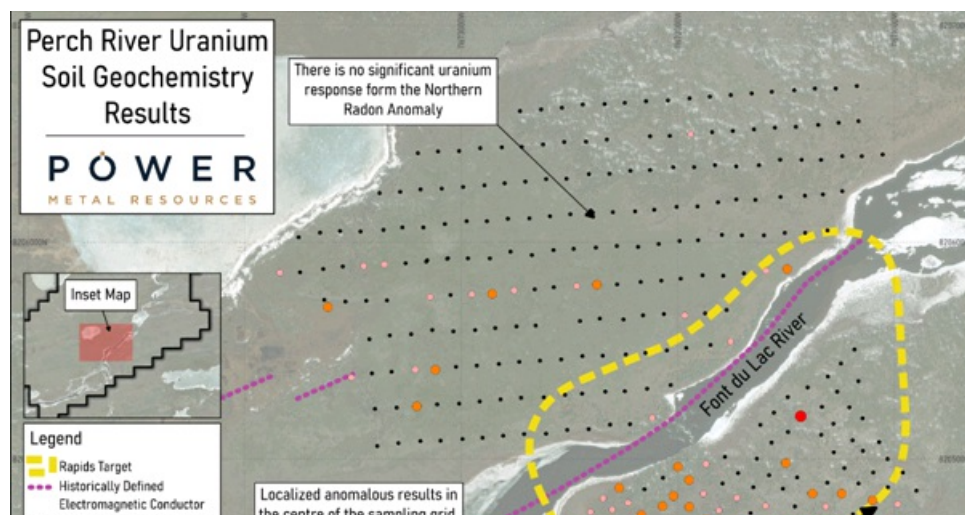 Perch River Uranium
Soil Geochemistry
Results
POWER
METAL RESOURCES
There is no significant uranium
response form the Northern
Radon Anomaly
Inset Map
Font du Lac River
Legend
Rapids Target
Historically Defined
Electromagnetic Conductor
Localized anomalous results in
the centre of the sampling grid
8206000N